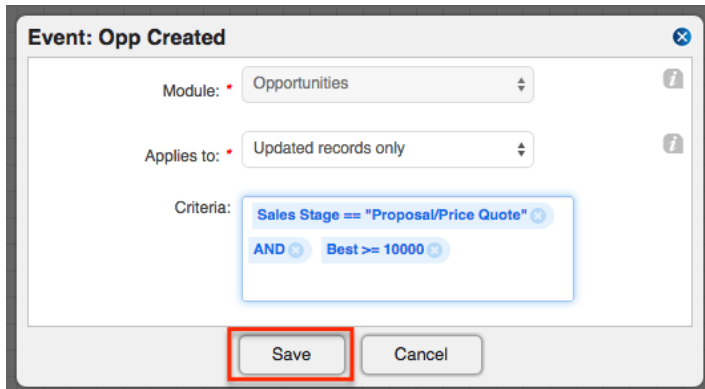 Event: Opp Created
Module: * Opportunities
Applies to: * Updated records only
Criteria: Sales Stage == "Proposal/Price Quote"
AND Best >= 10000
Save Cancel